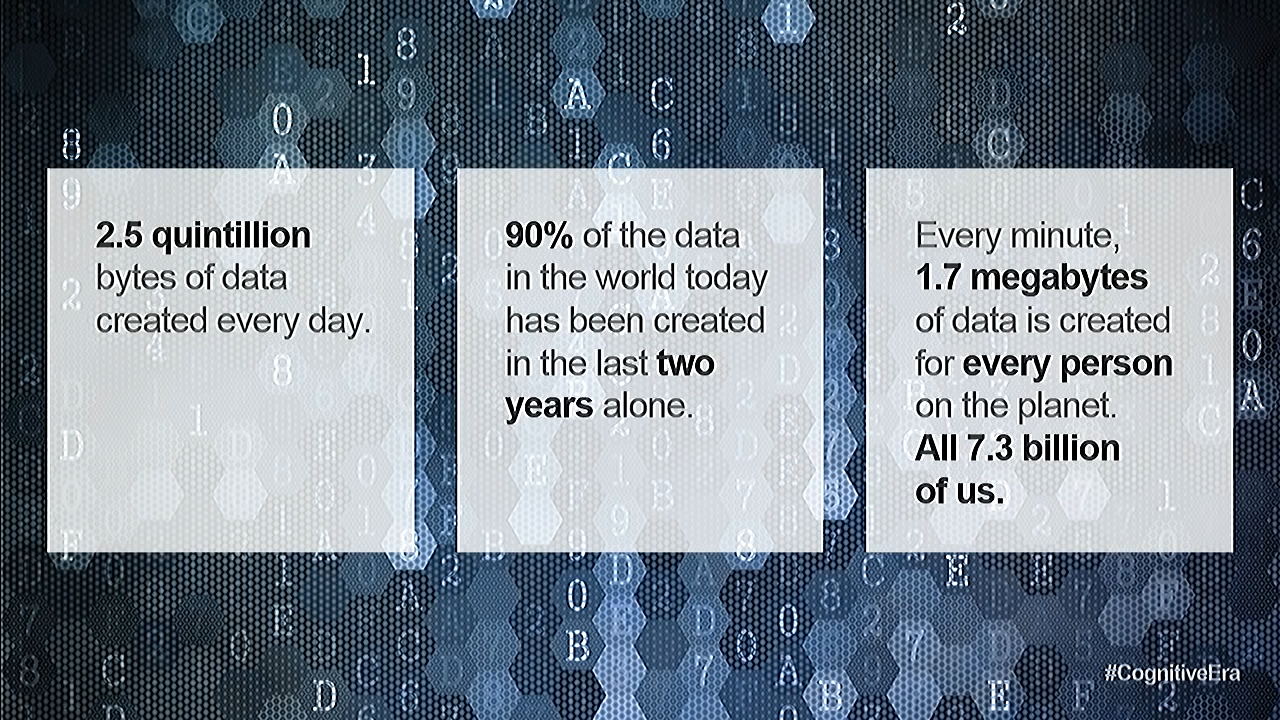 2.5 quintillion
bytes of data
created every day.
90% of the data
in the world today
has been created
in the last two
years alone.
Every minute,
1.7 megabytes
of data is created
for every person
on the planet.
All 7.3 billion
of us.
#CognitiveEra